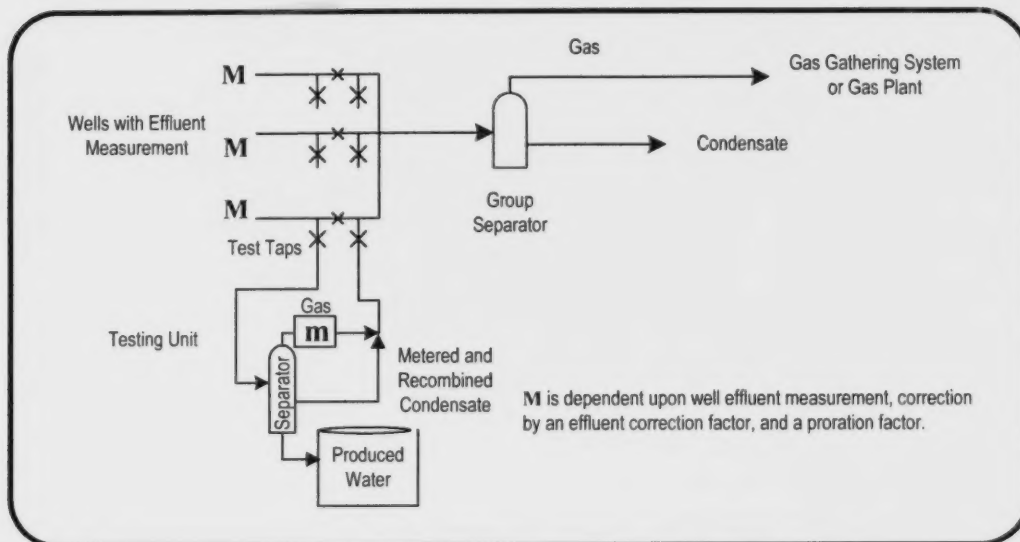 Gas
M
Gas Gathering System
or Gas Plant
Wells with Effluent
Measurement
M
Condensate
Group
Separator
M
Test Taps
Gas
m
Testing Unit
Separator
Metered and
Recombined
Condensate
M is dependent upon well effluent measurement, correction
by an effluent correction factor, and a proration factor.
Produced
Water